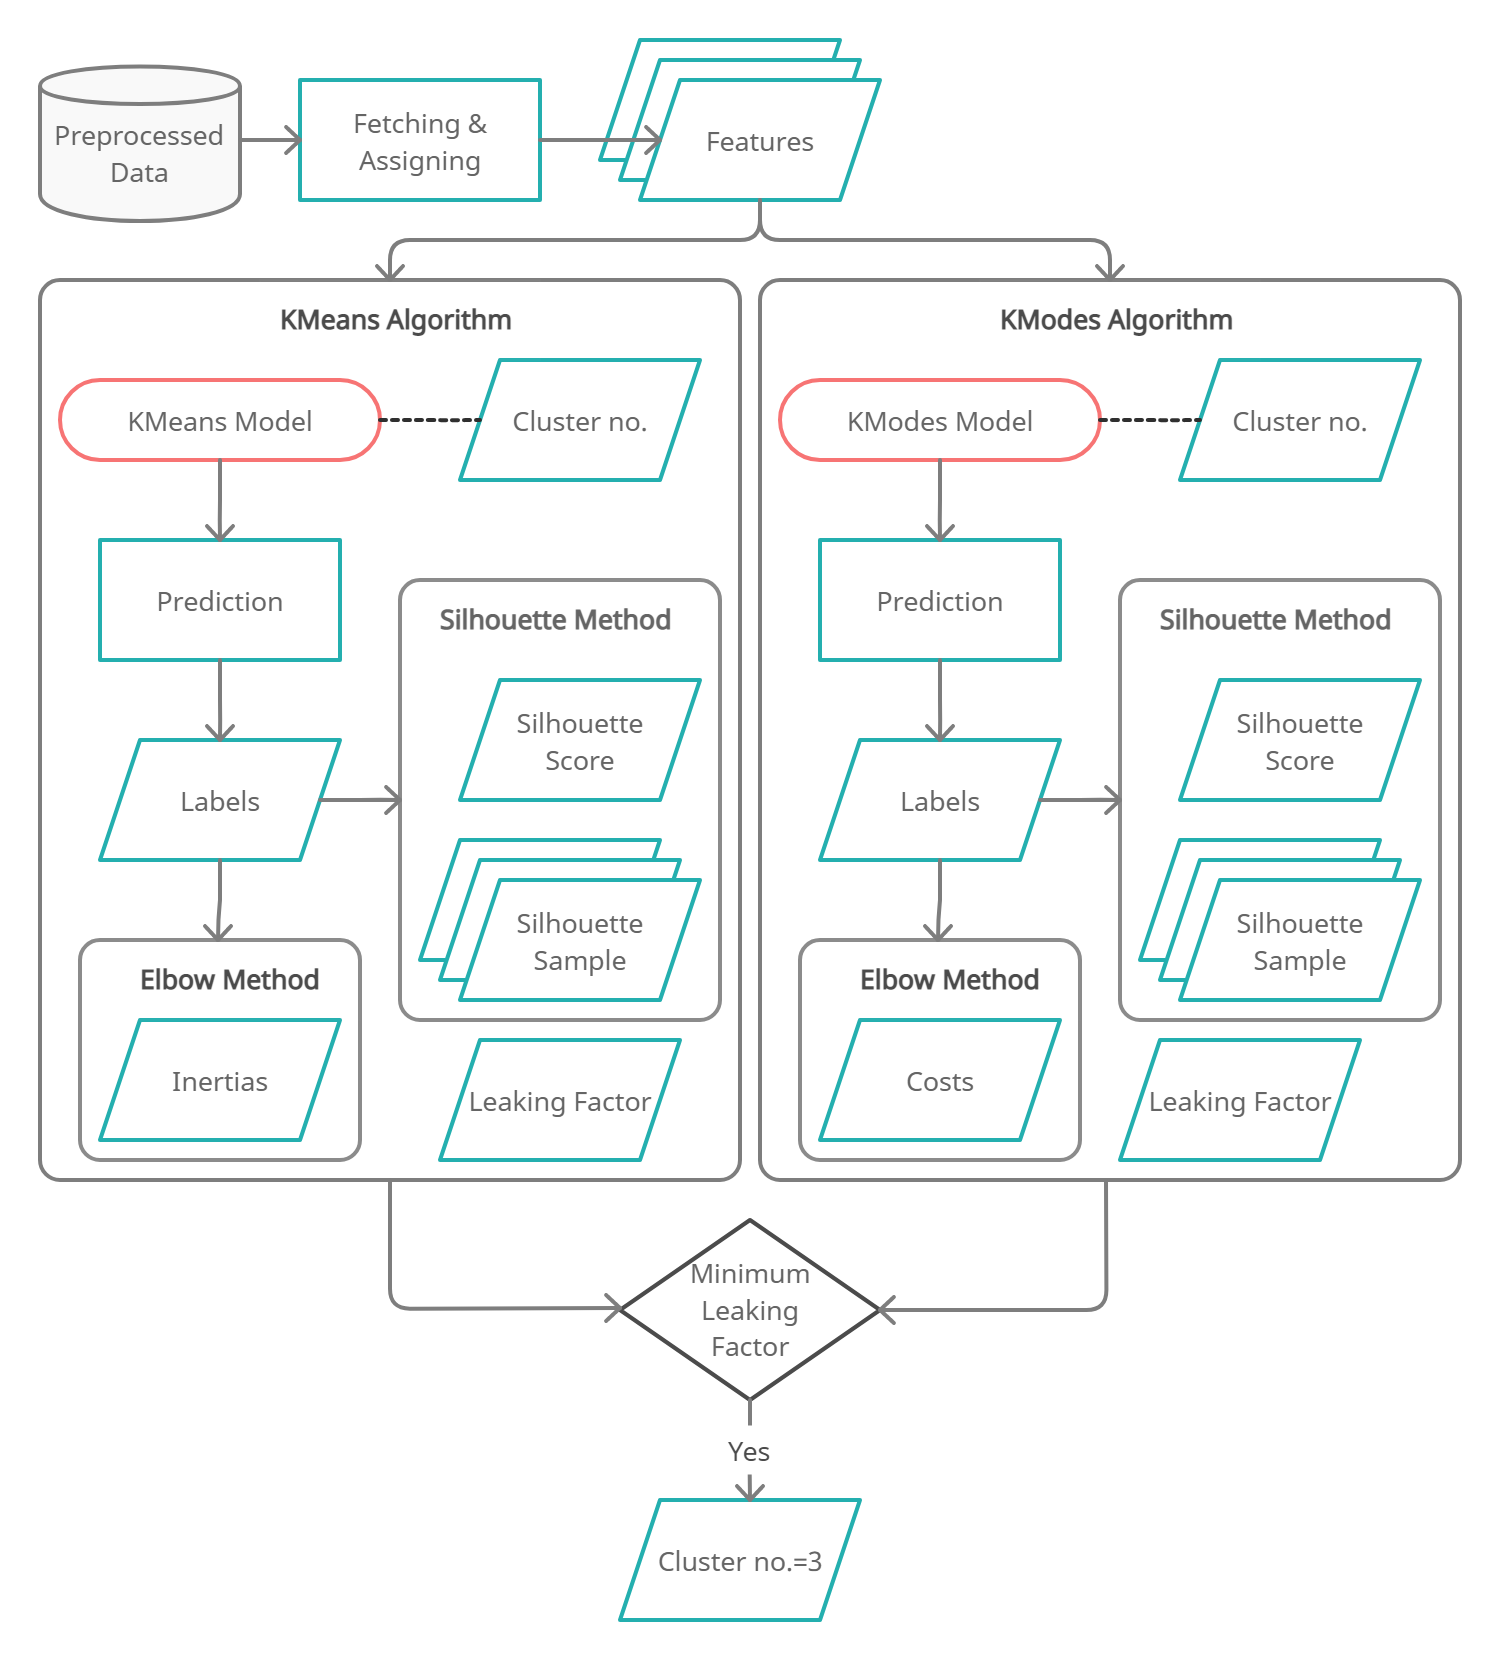 Preprocessed
Data
Fetching &
Assigning
Features
KMeans Algorithm
KMeans Model
Cluster no.
Prediction
Silhouette Method
Silhouette
Score
Labels
Silhouette
Sample
Elbow Method
Inertias
Leaking Factor
KModes Algorithm
KModes Model
Cluster no.
Prediction
Silhouette Method
Silhouette
Score
Labels
Silhouette
Sample
Elbow Method
Costs
Leaking Factor
Minimum
Leaking
Factor
Yes
Cluster no.=3